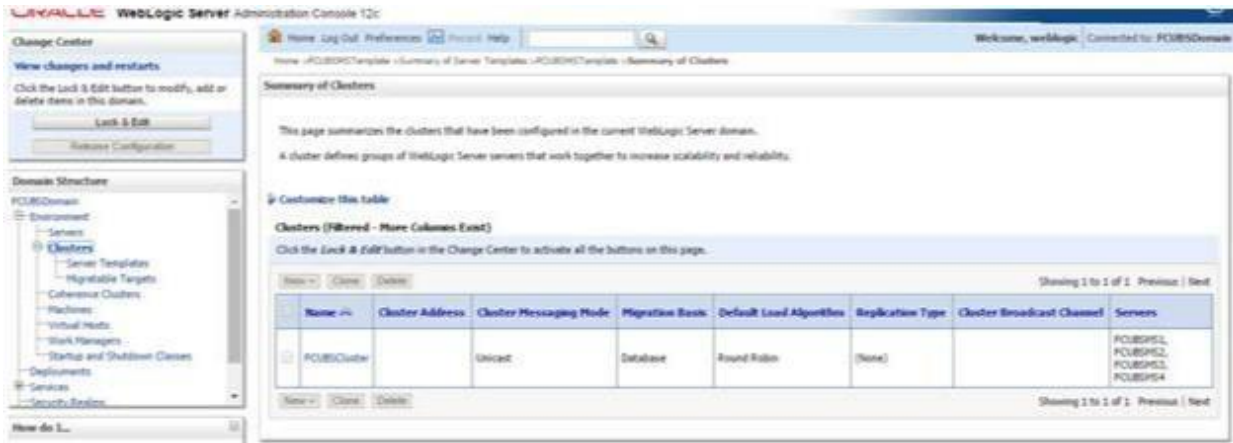 ORACLE WebLogic Server Administration Console 12c
Change Center
View changes and restarts
Click the Lock & Edit button to modify, add or
delete items in this domain.
Lock & Edit
Release Configuration
Domain Structure
FCUBSDomain
Environment
Servers
Clusters
Server Templates
Migratable Targets
Coherence Clusters
Machines
Virtual Hosts
Work Managers
Startup and Shutdown Classes
Deployments
Services
Security Realms
How do I...
Home Log Out Preferences Record Help
Welcome, weblogic Connected to: FCUBSDomain
Home >FCUBSMSTemplate >Summary of Server Templates >FCUBSMSTemplate >Summary of Clusters
Summary of Clusters
This page summarizes the clusters that have been configured in the current WebLogic Server domain.
A cluster defines groups of WebLogic Server servers that work together to increase scalability and reliability.
Customize this table
Clusters (Filtered - More Columns Exist)
Click the Lock & Edit button in the Change Center to activate all the buttons on this page.
New Clone Delete
Showing 1 to 1 of 1 Previous | Next
Name Cluster Address Cluster Messaging Mode Migration Basis Default Load Algorithm Replication Type Cluster Broadcast Channel Servers
FCUBSCluster Unicast Database Round Robin (None)
FCUBSMS2,
FCUBSMS4
New Clone Delete
Showing 1 to 1 of 1 Previous | Next